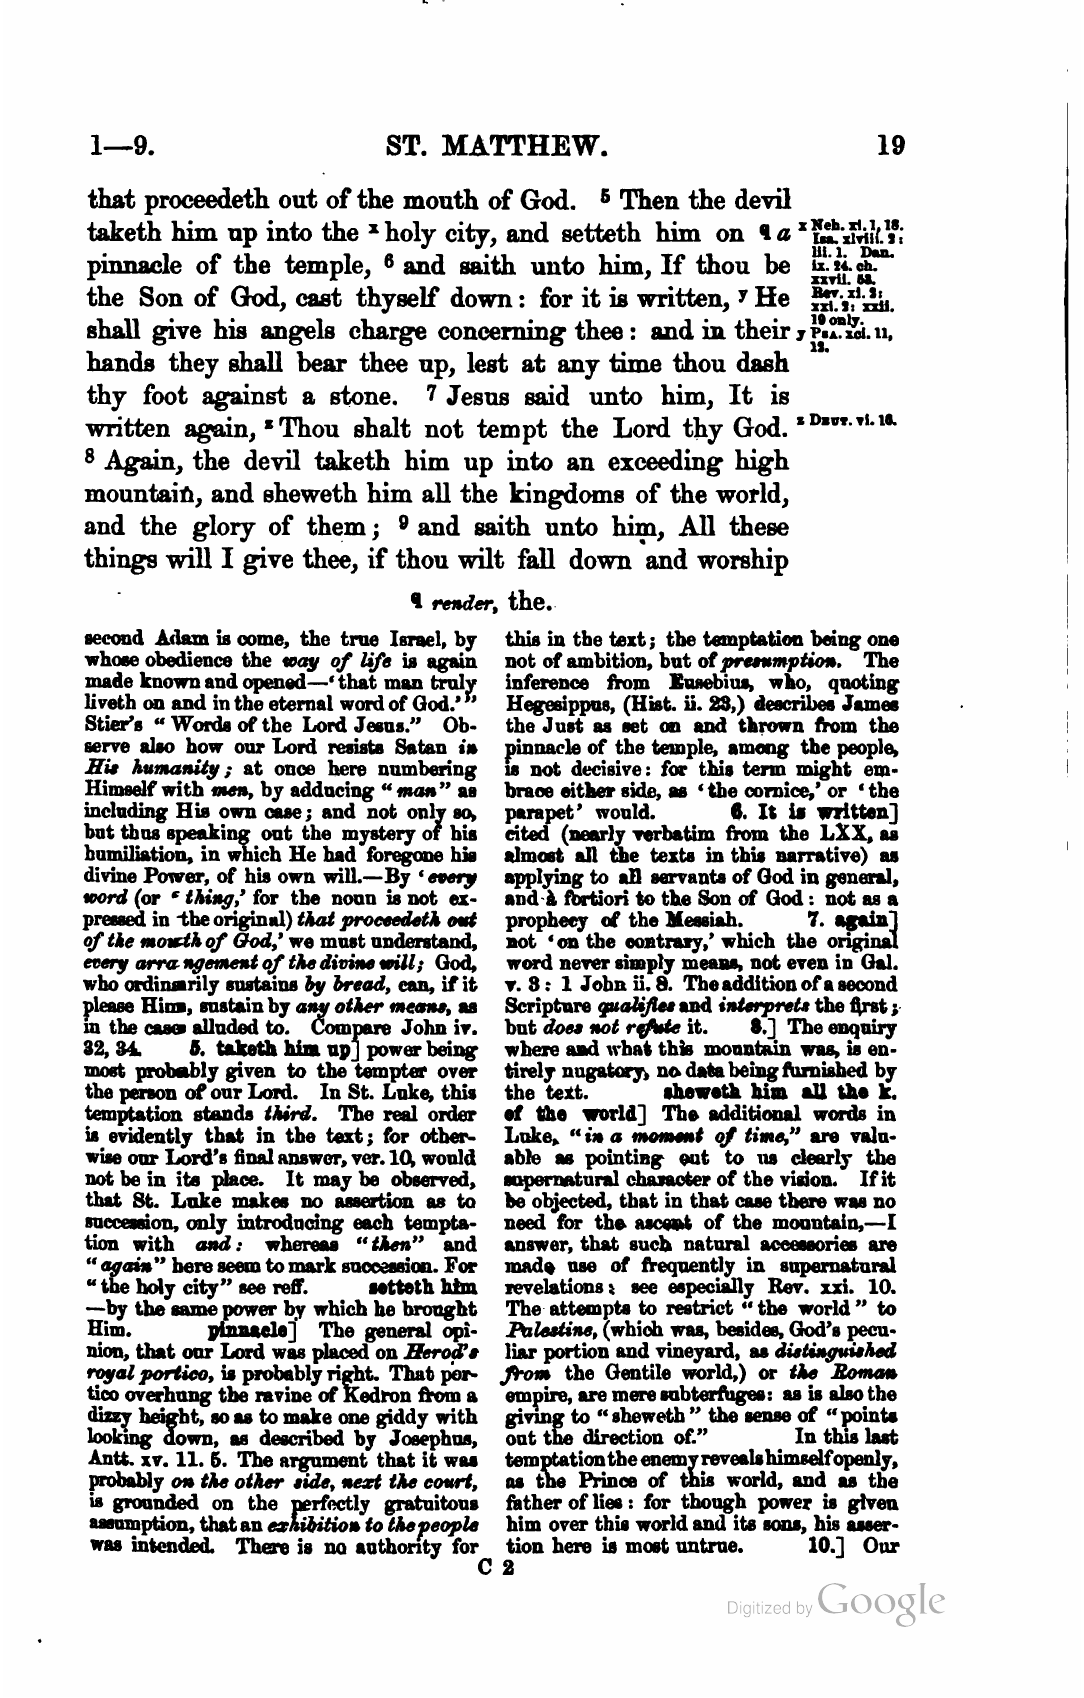 1—9.
ST. MATTHEW.
19
that proceedeth out of the mouth of God. 5 Then the devil
taketh him up into the x holy city, and setteth him on ¶ a
pinnacle of the temple, 6 and saith unto him, If thou be
the Son of God, cast thyself down: for it is written, y He
shall give his angels charge concerning thee: and in their
hands they shall bear thee up, lest at any time thou dash
thy foot against a stone. 7 Jesus said unto him, It is
written again, z Thou shalt not tempt the Lord thy God.
8 Again, the devil taketh him up into an exceeding high
mountain, and sheweth him all the kingdoms of the world,
and the glory of them; 9 and saith unto him, All these
things will I give thee, if thou wilt fall down and worship
x Neh. xi. 1, 18.
Isa. xlviii. 2:
lii. 1. Dan.
ix. 24. ch.
xxvii. 53.
Rev. xi. 2:
xxi. 2: xxii.
19 only.
y Psa. xci. 11,
12.
z Deut. vi. 16.
¶ render, the.
second Adam is come, the true Israel, by
whose obedience the way of life is again
made known and opened—‘that man truly
liveth on and in the eternal word of God.’”
Stier’s “Words of the Lord Jesus.” Ob-
serve also how our Lord resists Satan in
His humanity; at once here numbering
Himself with men, by adducing “man” as
including His own case; and not only so,
but thus speaking out the mystery of his
humiliation, in which He had foregone his
divine Power, of his own will.—By ‘every
word (or ‘thing,’ for the noun is not ex-
pressed in the original) that proceedeth out
of the mouth of God,’ we must understand,
every arrangement of the divine will; God,
who ordinarily sustains by bread, can, if it
please Him, sustain by any other means, as
in the cases alluded to. Compare John iv.
32, 34. 5. taketh him up] power being
most probably given to the tempter over
the person of our Lord. In St. Luke, this
temptation stands third. The real order
is evidently that in the text; for other-
wise our Lord’s final answer, ver. 10, would
not be in its place. It may be observed,
that St. Luke makes no assertion as to
succession, only introducing each tempta-
tion with and: whereas “then” and
“again” here seem to mark succession. For
“the holy city” see reff. setteth him
—by the same power by which he brought
Him. pinnacle] The general opi-
nion, that our Lord was placed on Herod’s
royal portico, is probably right. That por-
tico overhung the ravine of Kedron from a
dizzy height, so as to make one giddy with
looking down, as described by Josephus,
Antt. xv. 11. 5. The argument that it was
probably on the other side, next the court,
is grounded on the perfectly gratuitous
assumption, that an exhibition to the people
was intended. There is no authority for
this in the text; the temptation being one
not of ambition, but of presumption. The
inference from Eusebius, who, quoting
Hegesippus, (Hist. ii. 23,) describes James
the Just as set on and thrown from the
pinnacle of the temple, among the people,
is not decisive: for this term might em-
brace either side, as ‘the cornice,’ or ‘the
parapet’ would. 6. It is written]
cited (nearly verbatim from the LXX, as
almost all the texts in this narrative) as
applying to all servants of God in general,
and à fortiori to the Son of God: not as a
prophecy of the Messiah. 7. again]
not ‘on the contrary,’ which the original
word never simply means, not even in Gal.
v. 3: 1 John ii. 8. The addition of a second
Scripture qualifies and interprets the first;
but does not refute it. 8.] The enquiry
where and what this mountain was, is en-
tirely nugatory, no data being furnished by
the text. sheweth him all the k.
of the world] The additional words in
Luke, “in a moment of time,” are valu-
able as pointing out to us clearly the
supernatural character of the vision. If it
be objected, that in that case there was no
need for the ascent of the mountain,—I
answer, that such natural accessories are
made use of frequently in supernatural
revelations; see especially Rev. xxi. 10.
The attempts to restrict “the world” to
Palestine, (which was, besides, God’s pecu-
liar portion and vineyard, as distinguished
from the Gentile world,) or the Roman
empire, are mere subterfuges: as is also the
giving to “sheweth” the sense of “points
out the direction of.” In this last
temptation the enemy reveals himself openly,
as the Prince of this world, and as the
father of lies: for though power is given
him over this world and its sons, his asser-
tion here is most untrue. 10.] Our
C 2
Digitized by Google